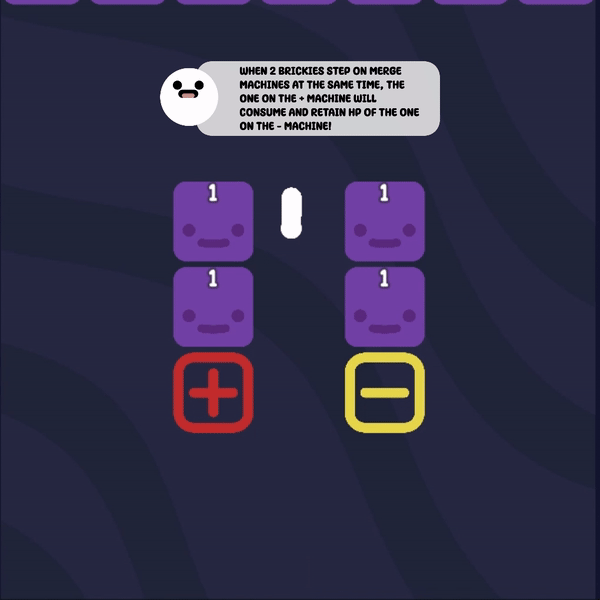 WHEN 2 BRICKIES STEP ON MERGE
MACHINES AT THE SAME TIME, THE
ONE ON THE + MACHINE WILL
CONSUME AND RETAIN HP OF THE ONE
ON THE - MACHINE!
1 1
1 1
+ -